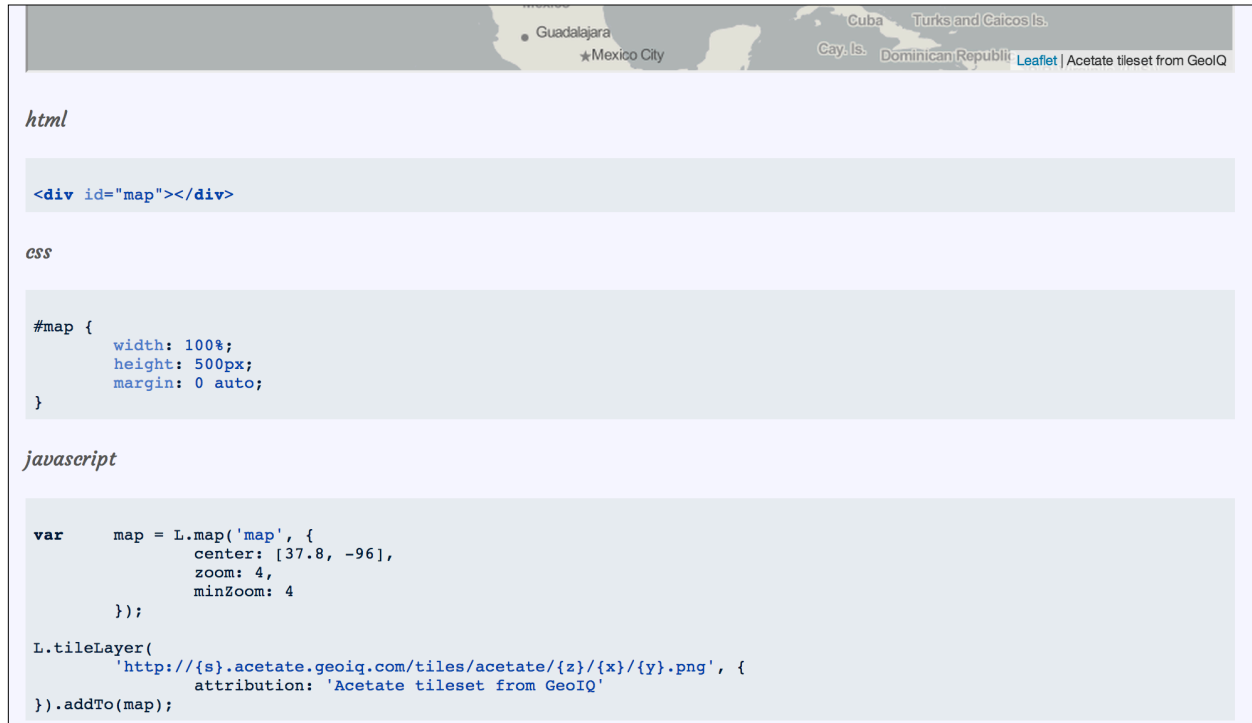 Mexico
Cuba Turks and Caicos Is.
Guadalajara
★Mexico City
Cay. Is. Dominican Republic
Leaflet | Acetate tileset from GeoIQ
html
<div id="map"></div>
css
#map {
        width: 100%;
        height: 500px;
        margin: 0 auto;
}
javascript
var     map = L.map('map', {
                center: [37.8, -96],
                zoom: 4,
                minZoom: 4
        });
L.tileLayer(
        'http://{s}.acetate.geoiq.com/tiles/acetate/{z}/{x}/{y}.png', {
                attribution: 'Acetate tileset from GeoIQ'
}).addTo(map);